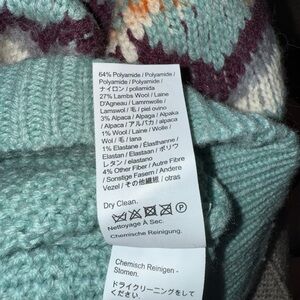 64% Polyamide / Polyamide /
Polyamide / Polyamide /
ナイロン / poliamida
27% Lambs Wool / Laine
D'Agneau / Lammwolle /
Lamswol / 毛 / piel ovino
3% Alpaca / Alpaga / Alpaka
/ Alpaca / アルパカ / alpaca
1% Wool / Laine / Wolle /
Wol / 毛 / lana
1% Elastane / Élasthanne /
Elastan / Elastaan / ポリウ
レタン / elastano
4% Other Fiber / Autre Fibre
/ Sonstige Fasern / Andere
Vezel / その他繊維 / otras
Dry Clean.
P
Nettoyage À Sec.
Chemische Reinigung.
Chemisch Reinigen -
Stomen.
ドライクリーニングをして
ください